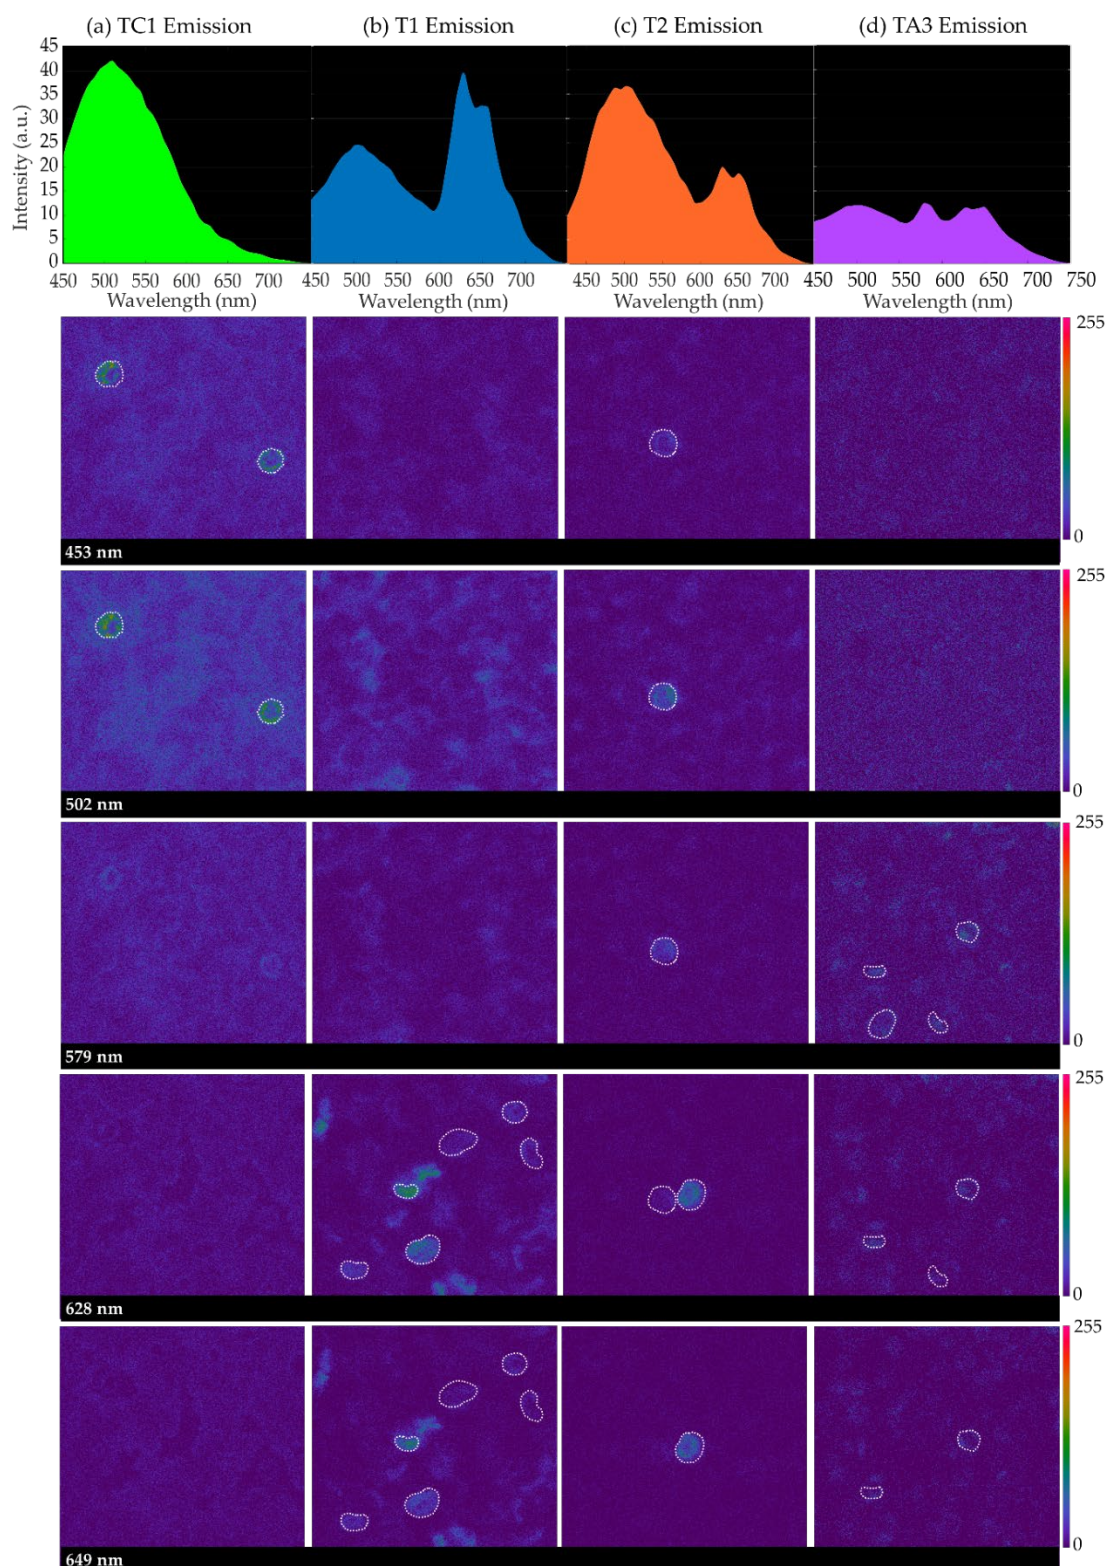 (a) TC1 Emission (b) T1 Emission (c) T2 Emission (d) TA3 Emission
45
40
35
30
25
20
15
10
5
0
Intensity (a.u.)
450 500 550 600 650 700 450 500 550 600 650 700 450 500 550 600 650 700 450 500 550 600 650 700 750
Wavelength (nm) Wavelength (nm) Wavelength (nm) Wavelength (nm)
255
0
453 nm
255
0
502 nm
255
0
579 nm
255
0
628 nm
255
0
649 nm